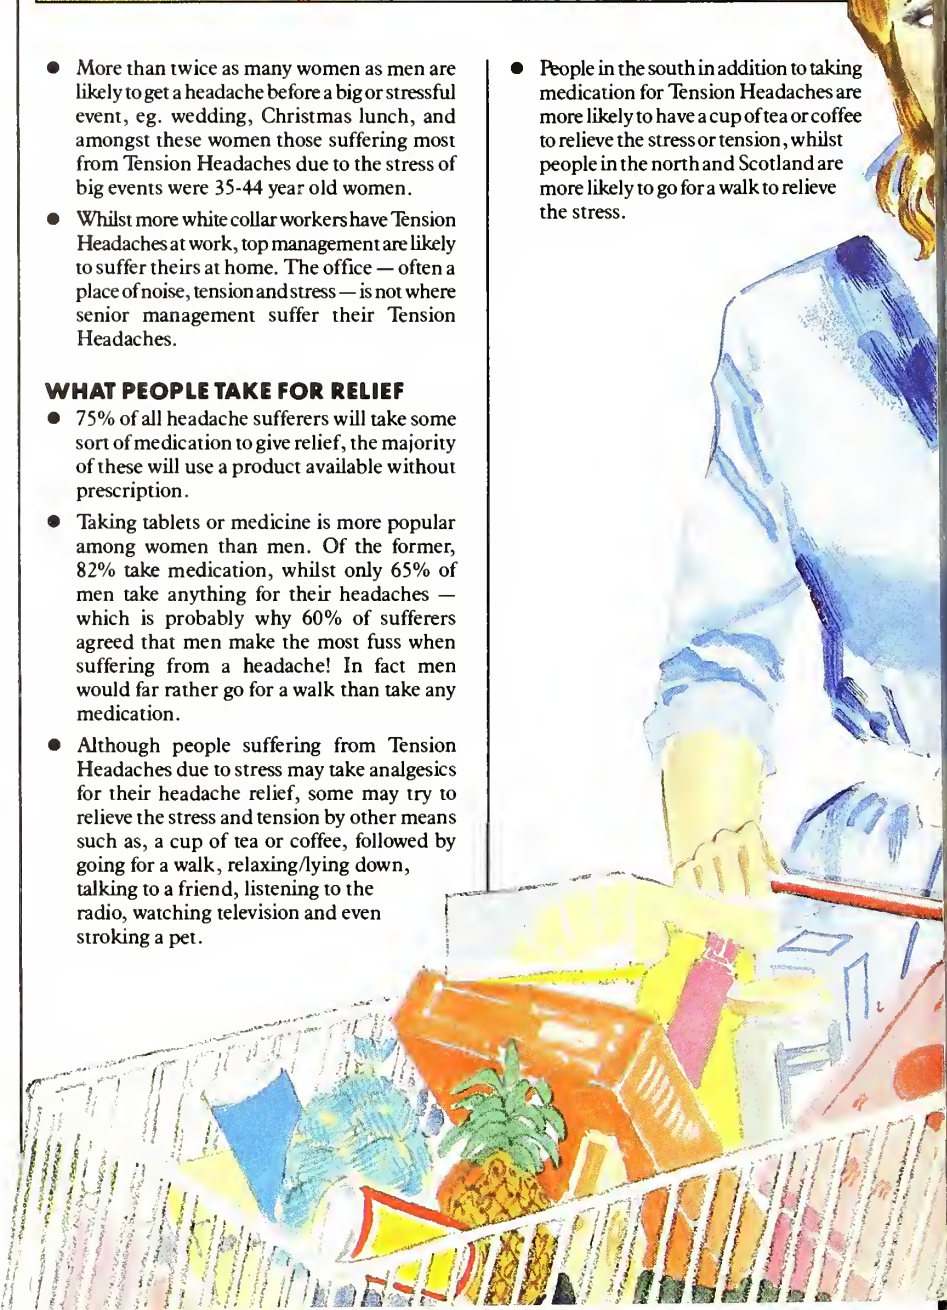 ● More than twice as many women as men are
likely to get a headache before a big or stressful
event, eg. wedding, Christmas lunch, and
amongst these women those suffering most
from Tension Headaches due to the stress of
big events were 35-44 year old women.
● Whilst more white collar workers have Tension
Headaches at work, top management are likely
to suffer theirs at home. The office — often a
place of noise, tension and stress — is not where
senior management suffer their Tension
Headaches.
WHAT PEOPLE TAKE FOR RELIEF
● 75% of all headache sufferers will take some
sort of medication to give relief, the majority
of these will use a product available without
prescription.
● Taking tablets or medicine is more popular
among women than men. Of the former,
82% take medication, whilst only 65% of
men take anything for their headaches —
which is probably why 60% of sufferers
agreed that men make the most fuss when
suffering from a headache! In fact men
would far rather go for a walk than take any
medication.
● Although people suffering from Tension
Headaches due to stress may take analgesics
for their headache relief, some may try to
relieve the stress and tension by other means
such as, a cup of tea or coffee, followed by
going for a walk, relaxing/lying down,
talking to a friend, listening to the
radio, watching television and even
stroking a pet.
● People in the south in addition to taking
medication for Tension Headaches are
more likely to have a cup of tea or coffee
to relieve the stress or tension, whilst
people in the north and Scotland are
more likely to go for a walk to relieve
the stress.